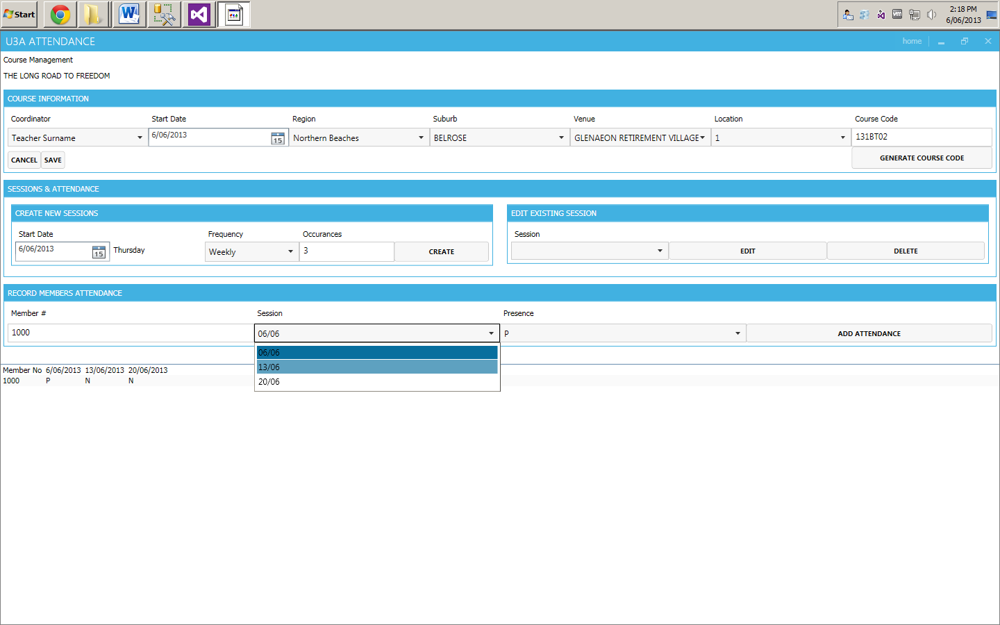 Start
2:18 PM
6/06/2013
U3A ATTENDANCE
home
Course Management
THE LONG ROAD TO FREEDOM
COURSE INFORMATION
Coordinator Start Date Region Suburb Venue Location Course Code
Teacher Surname 6/06/2013 15 Northern Beaches BELROSE GLENAEON RETIREMENT VILLAGE 1 131BT02
CANCEL SAVE GENERATE COURSE CODE
SESSIONS & ATTENDANCE
CREATE NEW SESSIONS EDIT EXISTING SESSION
Start Date Frequency Occurances Session
6/06/2013 15 Thursday Weekly 3 CREATE EDIT DELETE
RECORD MEMBERS ATTENDANCE
Member # Session Presence
1000 06/06 P ADD ATTENDANCE
06/06
13/06
20/06
Member No 6/06/2013 13/06/2013 20/06/2013
1000 P N N